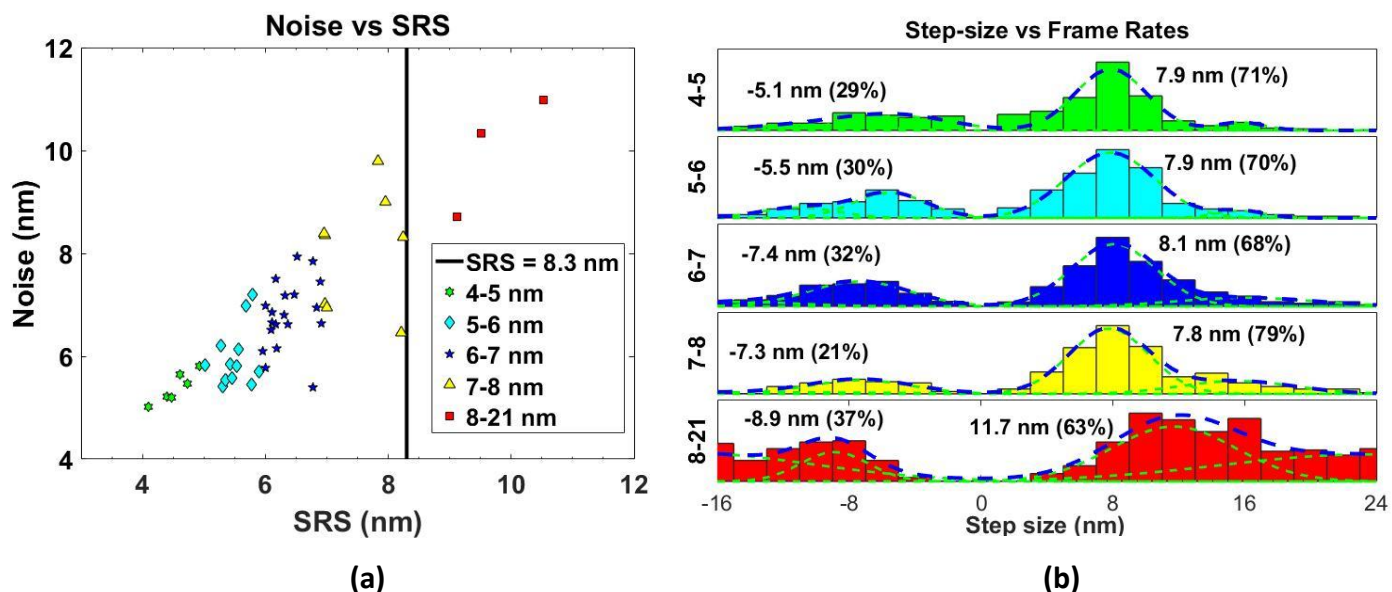 Noise vs SRS
12
10
8
6
4
Noise (nm)
4 6 8 10 12
SRS (nm)
SRS = 8.3 nm
4-5 nm
5-6 nm
6-7 nm
7-8 nm
8-21 nm
(a)
Step-size vs Frame Rates
4-5
-5.1 nm (29%) 7.9 nm (71%)
5-6
-5.5 nm (30%) 7.9 nm (70%)
6-7
-7.4 nm (32%) 8.1 nm (68%)
7-8
-7.3 nm (21%) 7.8 nm (79%)
8-21
-8.9 nm (37%) 11.7 nm (63%)
-16 -8 0 8 16 24
Step size (nm)
(b)